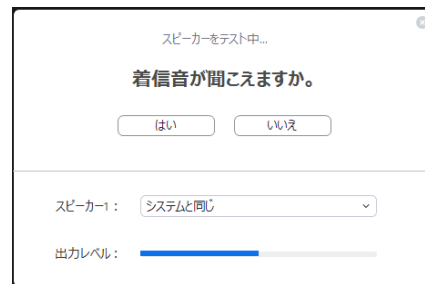 スピーカーをテスト中...
着信音が聞こえますか。
はい
いいえ
スピーカー1：
システムと同じ
出力レベル：